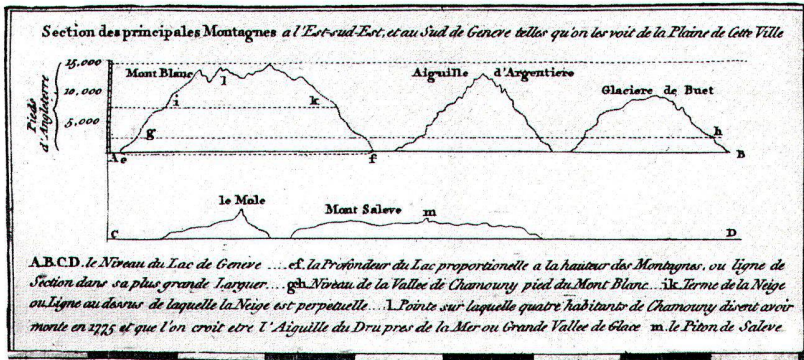 Section des principales Montagnes a l'Est-sud-Est, et au Sud de Geneve telles qu'on les voit de la Plaine de Cette Ville
Pieds d'Angleterre
15,000
10,000
5,000
Mont Blanc
l
i
k
g
A
e
f
Aiguille d'Argentiere
Glaciere de Buet
h
B
le Mole
Mont Saleve
m
C
D
A.B.C.D. le Niveau du Lac de Geneve ....ef. la Profondeur du Lac proportionelle a la hauteur des Montagnes, ou ligne de
Section dans sa plus grande Larguer....gh. Niveau de la Vallee de Chamouny pied du Mont Blanc...ik. Terme de la Neige
ou Ligne au dessus de laquelle la Neige est perpetuelle ....l. Pointe sur laquelle quatre habitants de Chamouny disent avoir
monte en 1775 et que l'on croit etre l'Aiguille du Dru pres de la Mer ou Grande Vallee de Glace m. le Piton de Saleve